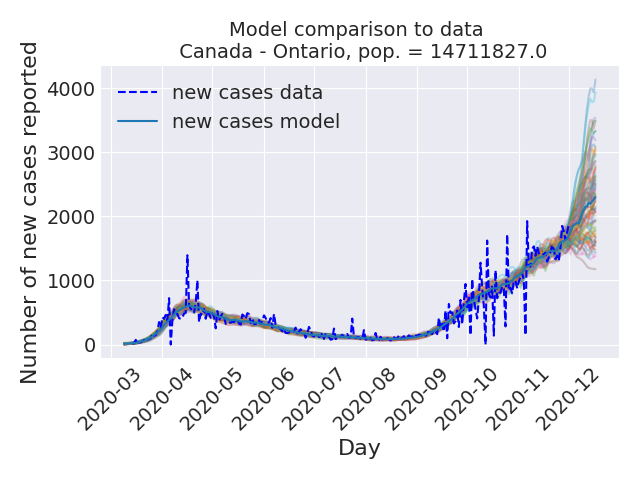 Model comparison to data
Canada - Ontario, pop. = 14711827.0
Number of new cases reported
4000
3000
2000
1000
0
new cases data
new cases model
2020-03
2020-04
2020-05
2020-06
2020-07
2020-08
2020-09
2020-10
2020-11
2020-12
Day